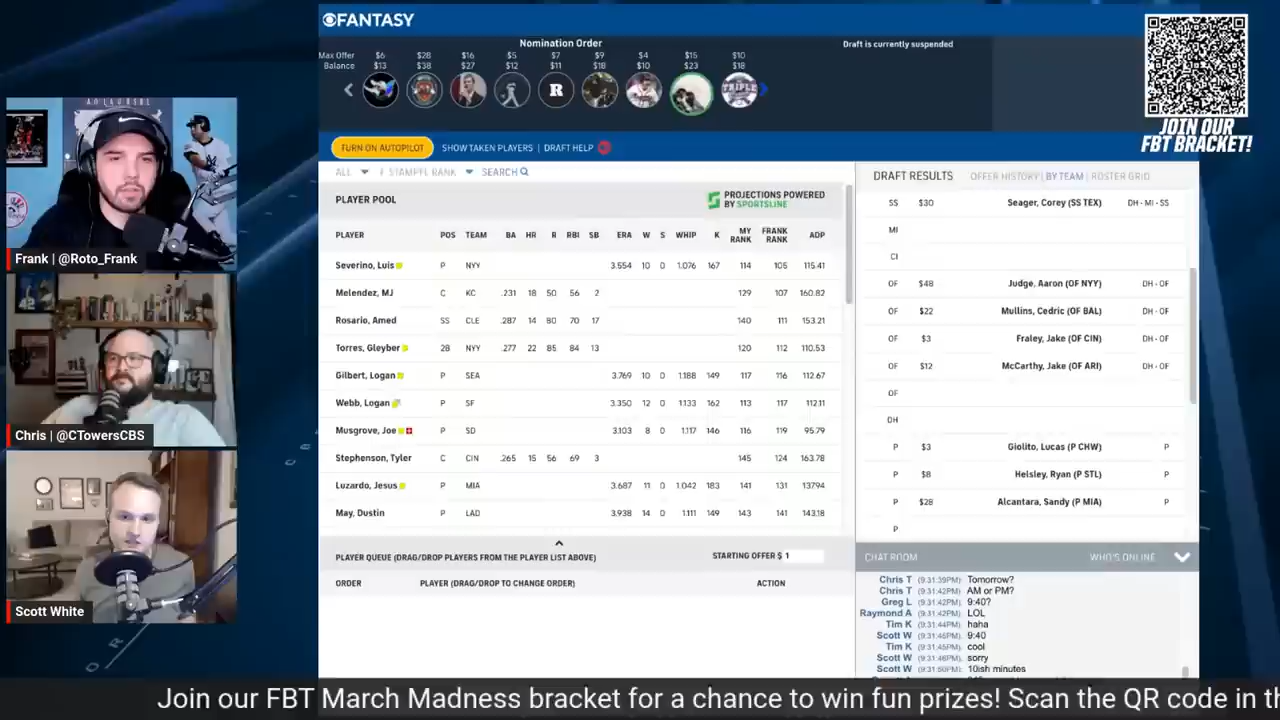 FANTASY
Nomination Order
Draft is currently suspended
Max Offer $6 $28 $16 $5 $7 $9 $4 $15 $10
Balance $13 $38 $27 $12 $11 $18 $10 $23 $18
R
TRIPLE
JOIN OUR
FBT BRACKET!
TURN ON AUTOPILOT SHOW TAKEN PLAYERS | DRAFT HELP
ALL STAMPFL RANK SEARCH
PLAYER POOL
PROJECTIONS POWERED
BY SPORTSLINE
PLAYER POS TEAM BA HR R RBI SB ERA W S WHIP K MY RANK FRANK RANK ADP
Severino, Luis P NYY 3.554 10 0 1.076 167 114 105 115.41
Melendez, MJ C KC .231 18 50 56 2 129 107 160.82
Rosario, Amed SS CLE .287 14 80 70 17 140 111 153.21
Torres, Gleyber 2B NYY .277 22 85 84 13 120 112 110.53
Gilbert, Logan P SEA 3.769 10 0 1.188 149 117 116 112.67
Webb, Logan P SF 3.350 12 0 1.133 162 113 117 112.11
Musgrove, Joe P SD 3.103 8 0 1.117 146 116 119 95.79
Stephenson, Tyler C CIN .265 15 56 69 3 145 124 163.78
Luzardo, Jesus P MIA 3.687 11 0 1.042 183 141 131 137.94
May, Dustin P LAD 3.938 14 0 1.111 149 143 141 143.18
PLAYER QUEUE (DRAG/DROP PLAYERS FROM THE PLAYER LIST ABOVE)
STARTING OFFER $ 1
ORDER PLAYER (DRAG/DROP TO CHANGE ORDER) ACTION
DRAFT RESULTS OFFER HISTORY | BY TEAM | ROSTER GRID
SS $30 Seager, Corey (SS TEX) DH - MI - SS
MI
CI
OF $48 Judge, Aaron (OF NYY) DH - OF
OF $22 Mullins, Cedric (OF BAL) DH - OF
OF $3 Fraley, Jake (OF CIN) DH - OF
OF $12 McCarthy, Jake (OF ARI) DH - OF
OF
DH
P $3 Giolito, Lucas (P CHW) P
P $8 Helsley, Ryan (P STL) P
P $28 Alcantara, Sandy (P MIA) P
P
CHAT ROOM WHO'S ONLINE
Chris T (9:31:39PM): Tomorrow?
Chris T (9:31:42PM): AM or PM?
Greg L (9:31:42PM): 9:40?
Raymond A (9:31:42PM): LOL
Tim K (9:31:44PM): haha
Scott W (9:31:45PM): 9:40
Tim K (9:31:45PM): cool
Scott W (9:31:46PM): sorry
Scott W (9:31:50PM): 10ish minutes
Frank | @Roto_Frank
Chris | @CTowersCBS
Scott White
Join our FBT March Madness bracket for a chance to win fun prizes! Scan the QR code in th